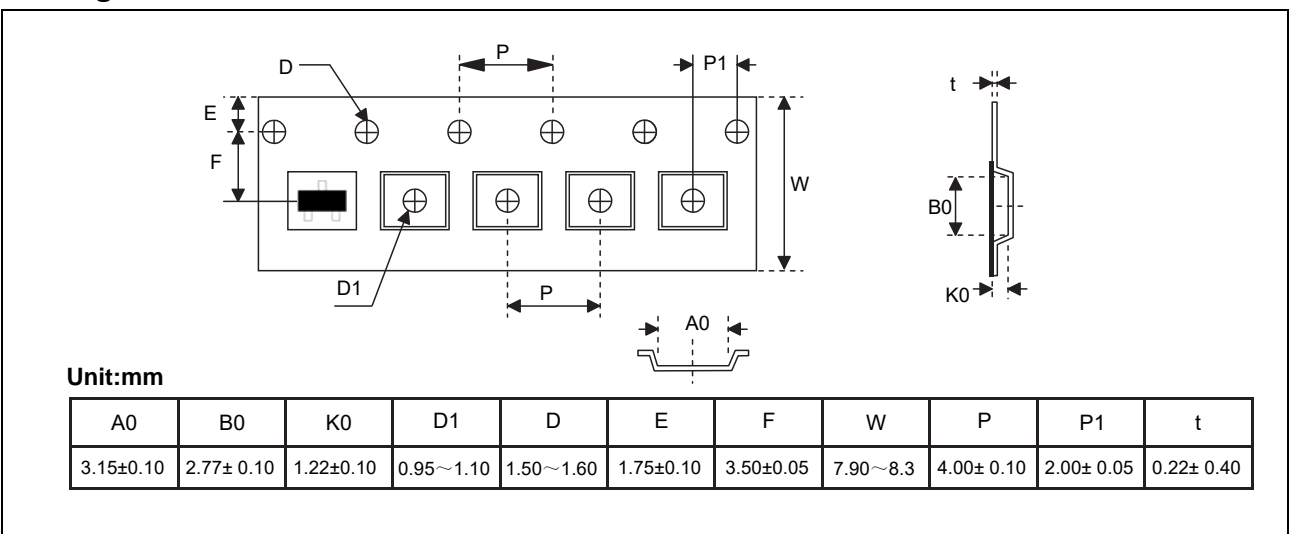 D
P
P1
t
E
F
W
B0
D1
P
K0
A0
Unit:mm
A0 B0 K0 D1 D E F W P P1 t
3.15±0.10 2.77± 0.10 1.22±0.10 0.95～1.10 1.50～1.60 1.75±0.10 3.50±0.05 7.90～8.3 4.00± 0.10 2.00± 0.05 0.22± 0.40